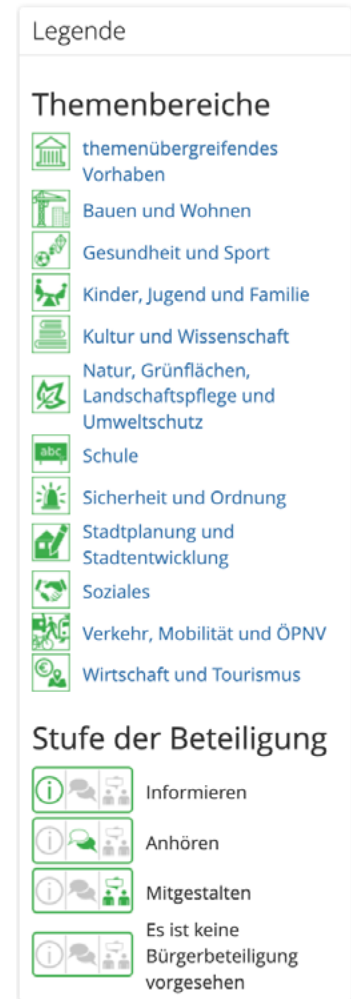 Legende
Themenbereiche
themenübergreifendes
Vorhaben
Bauen und Wohnen
Gesundheit und Sport
Kinder, Jugend und Familie
Kultur und Wissenschaft
Natur, Grünflächen,
Landschaftspflege und
Umweltschutz
abc
Schule
Sicherheit und Ordnung
Stadtplanung und
Stadtentwicklung
Soziales
Verkehr, Mobilität und ÖPNV
Wirtschaft und Tourismus
Stufe der Beteiligung
Informieren
Anhören
Mitgestalten
Es ist keine
Bürgerbeteiligung
vorgesehen